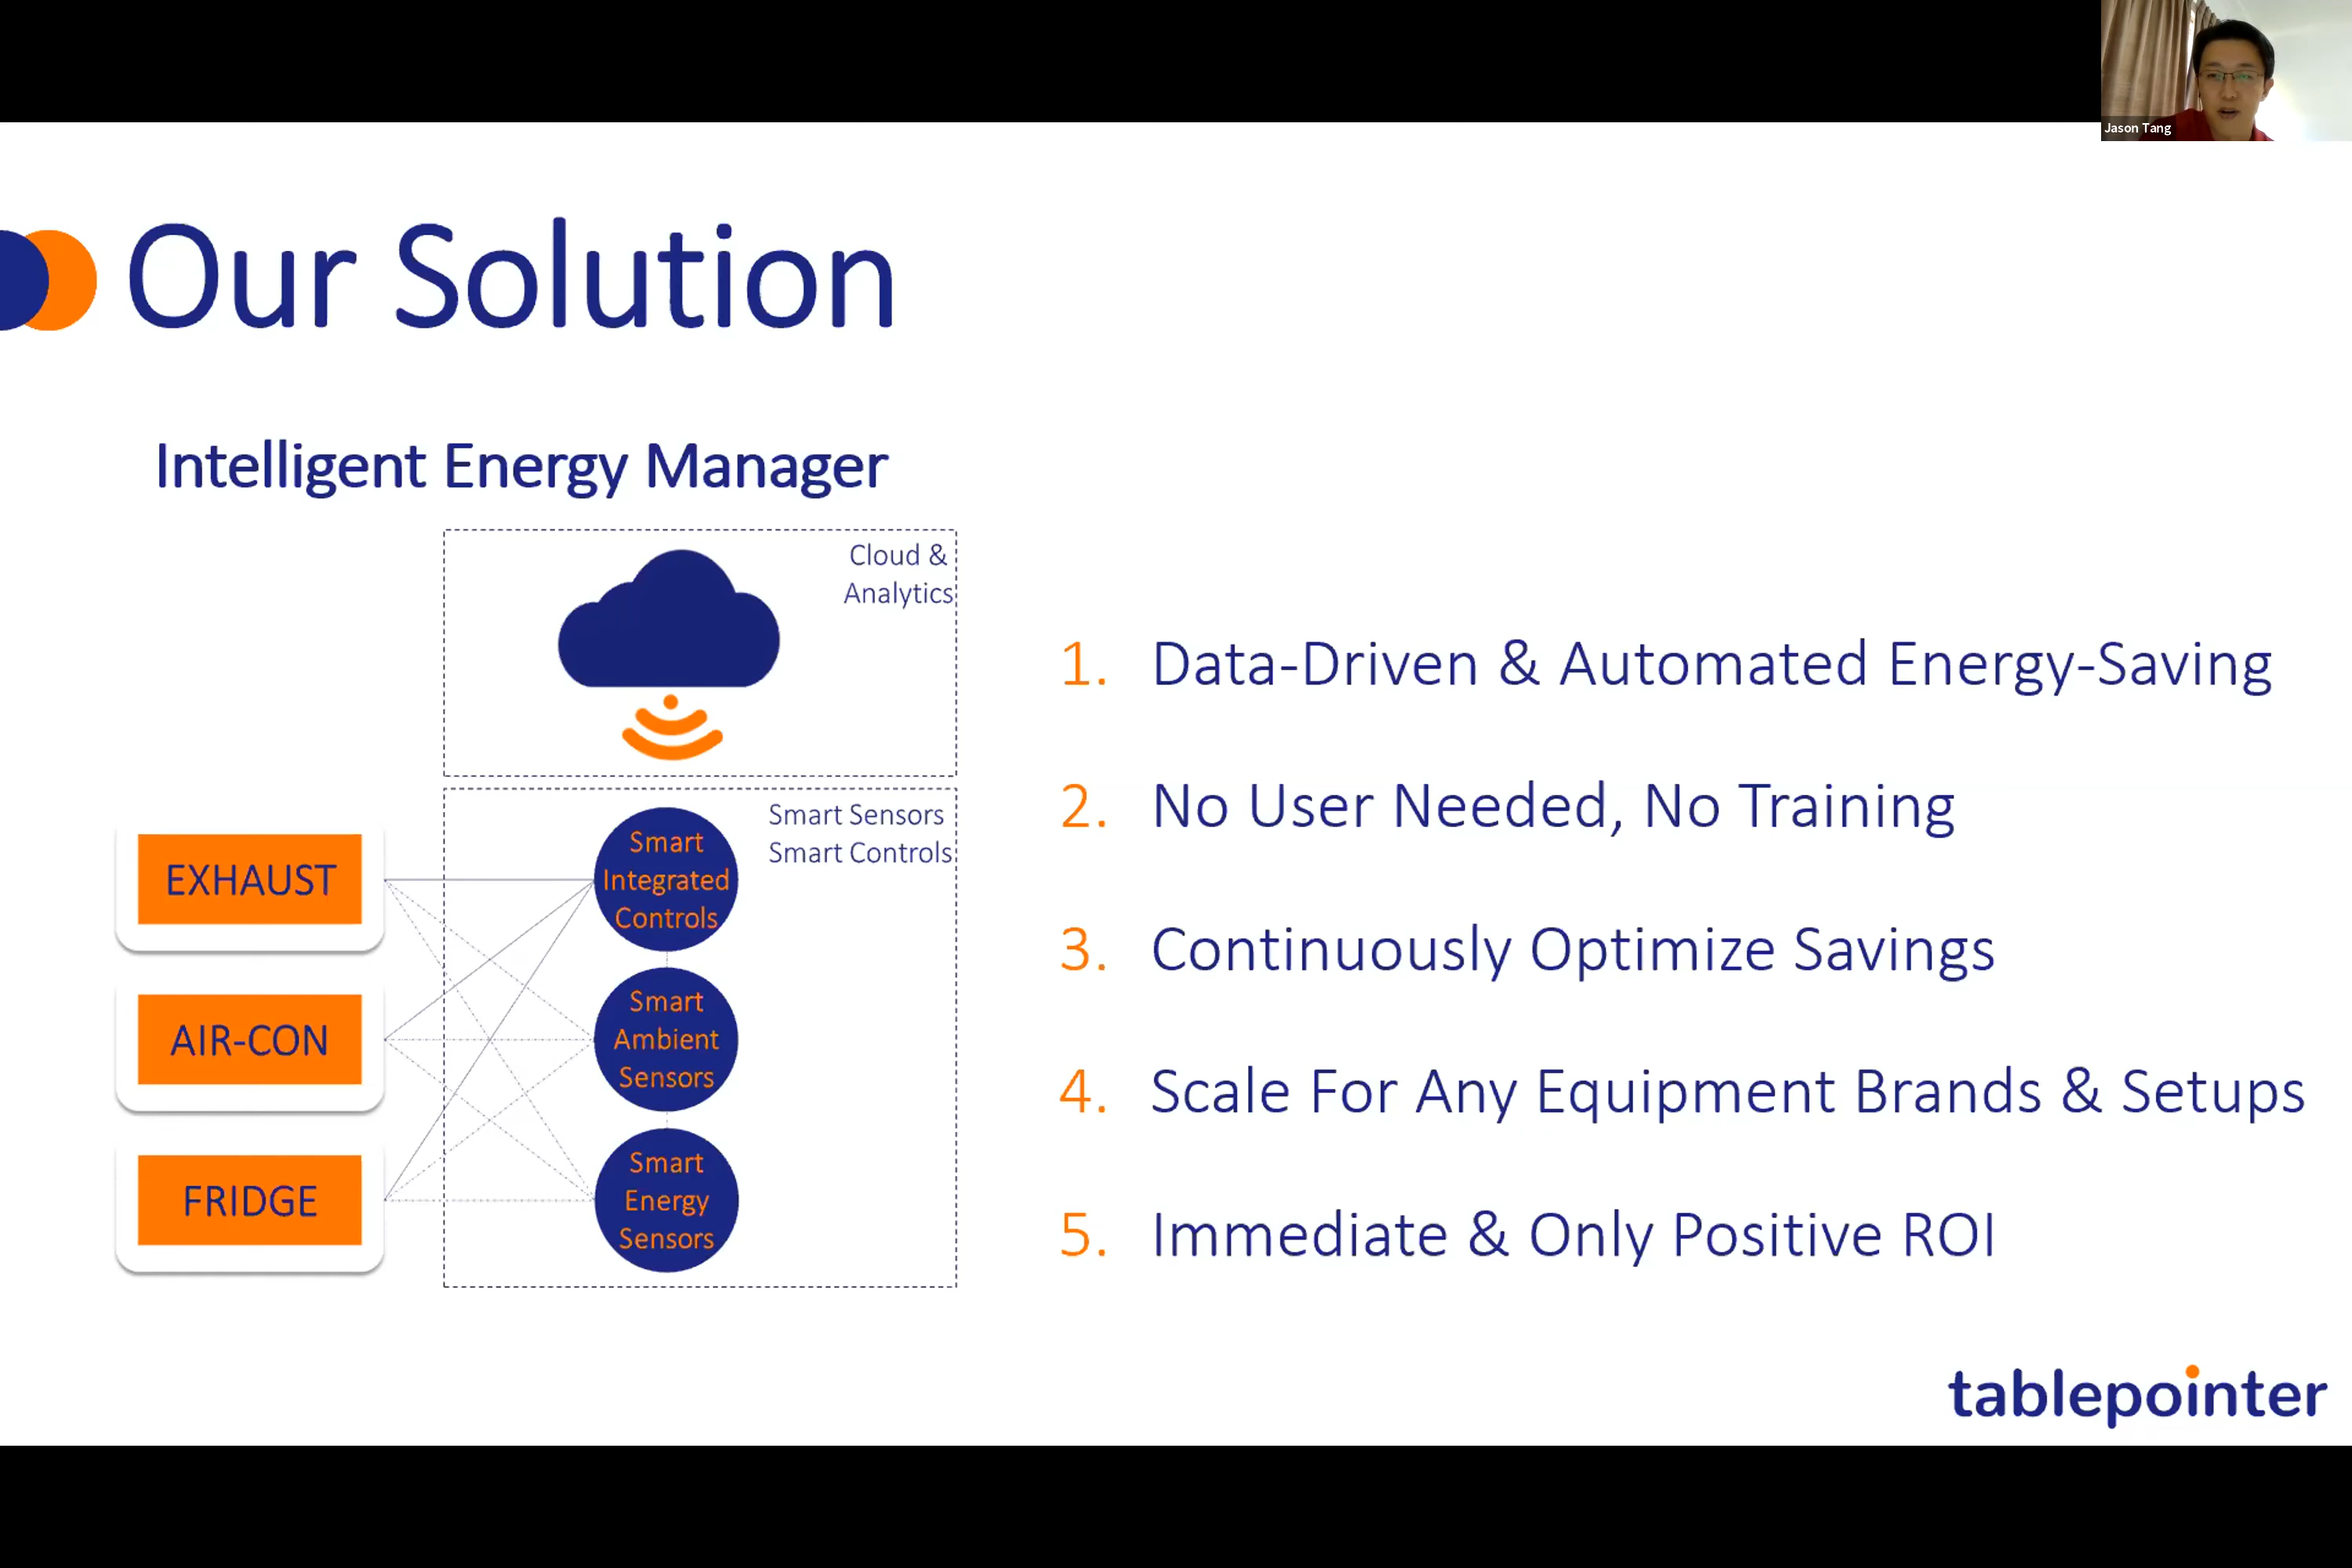 Jason Tang
Our Solution
Intelligent Energy Manager
Cloud &
Analytics
Smart Sensors
Smart Controls
EXHAUST
AIR-CON
FRIDGE
Smart
Integrated
Controls
Smart
Ambient
Sensors
Smart
Energy
Sensors
1. Data-Driven & Automated Energy-Saving
2. No User Needed, No Training
3. Continuously Optimize Savings
4. Scale For Any Equipment Brands & Setups
5. Immediate & Only Positive ROI
tablepointer